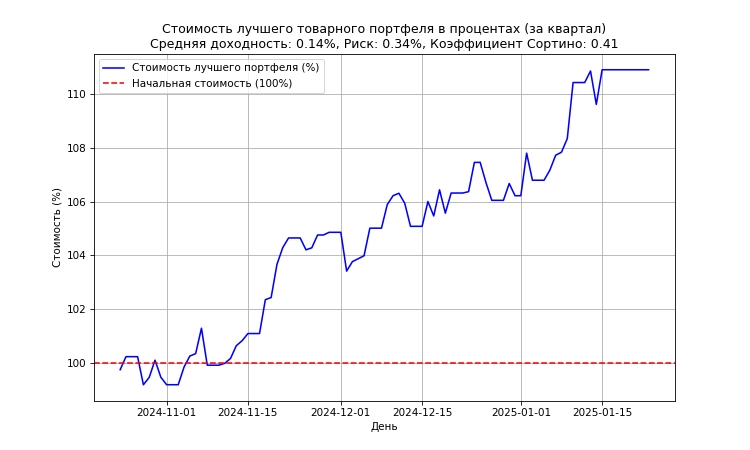 Стоимость лучшего товарного портфеля в процентах (за квартал)
Средняя доходность: 0.14%, Риск: 0.34%, Коэффициент Сортино: 0.41
Стоимость лучшего портфеля (%)
Начальная стоимость (100%)
Стоимость (%)
110
108
106
104
102
100
2024-11-01
2024-11-15
2024-12-01
2024-12-15
2025-01-01
2025-01-15
День